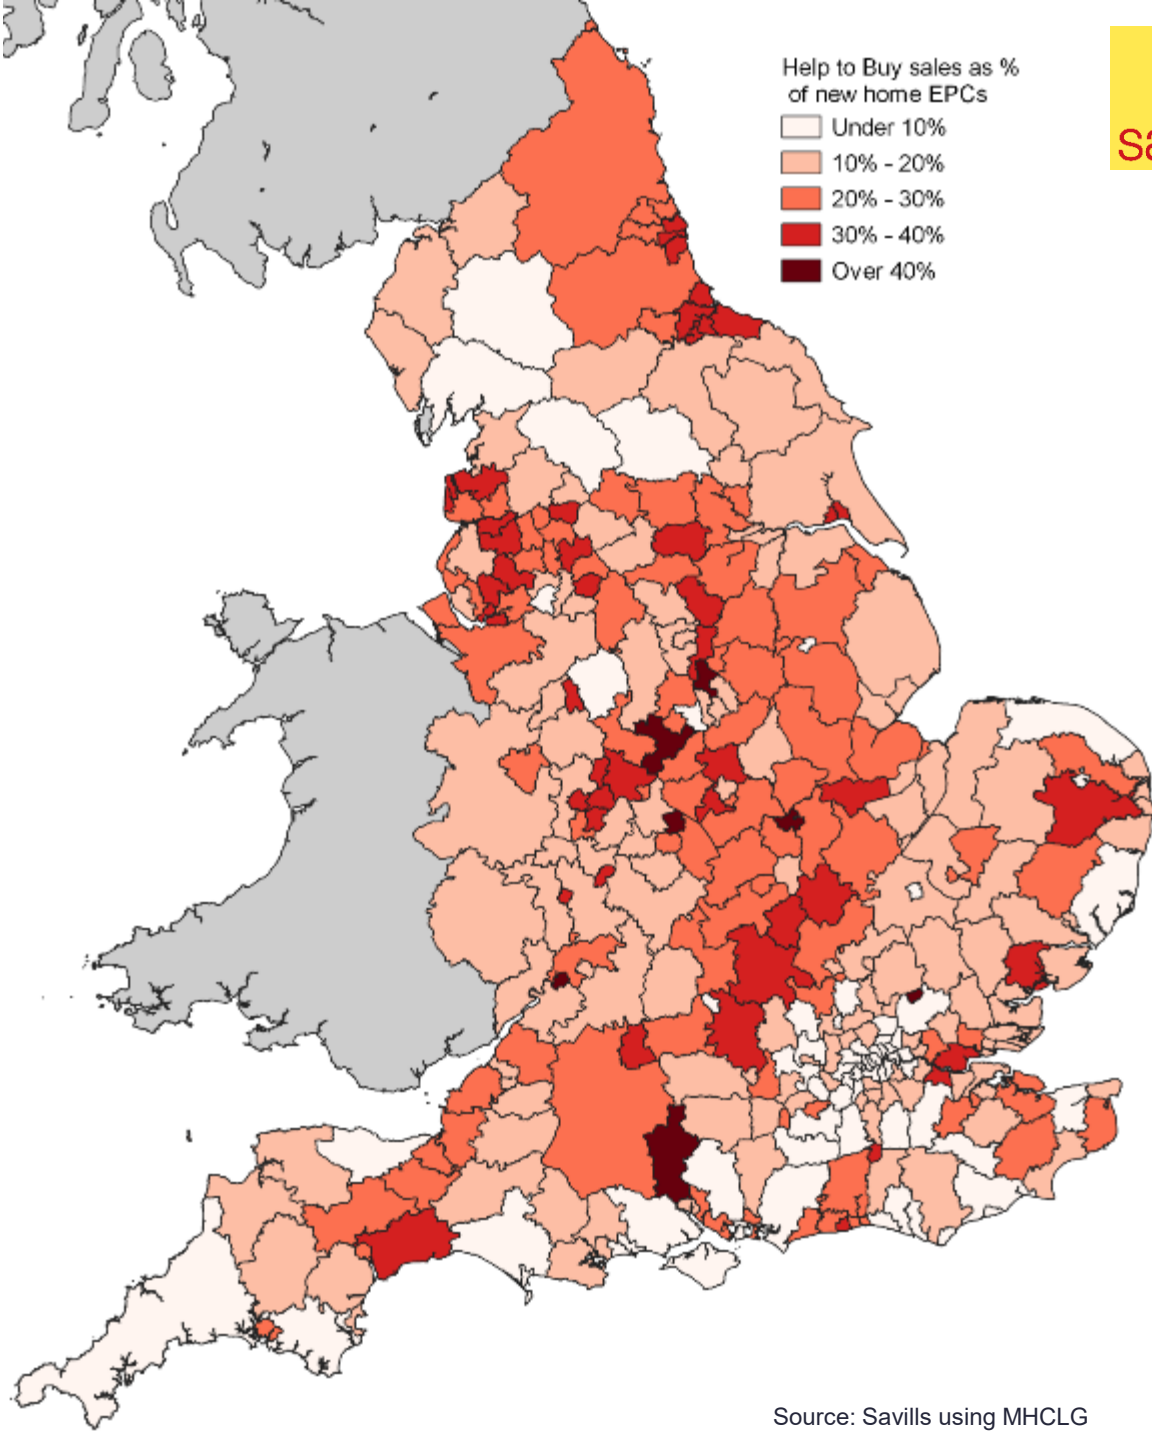 Help to Buy sales as %
of new home EPCs
Under 10%
10% - 20%
20% - 30%
30% - 40%
Over 40%
Source: Savills using MHCLG